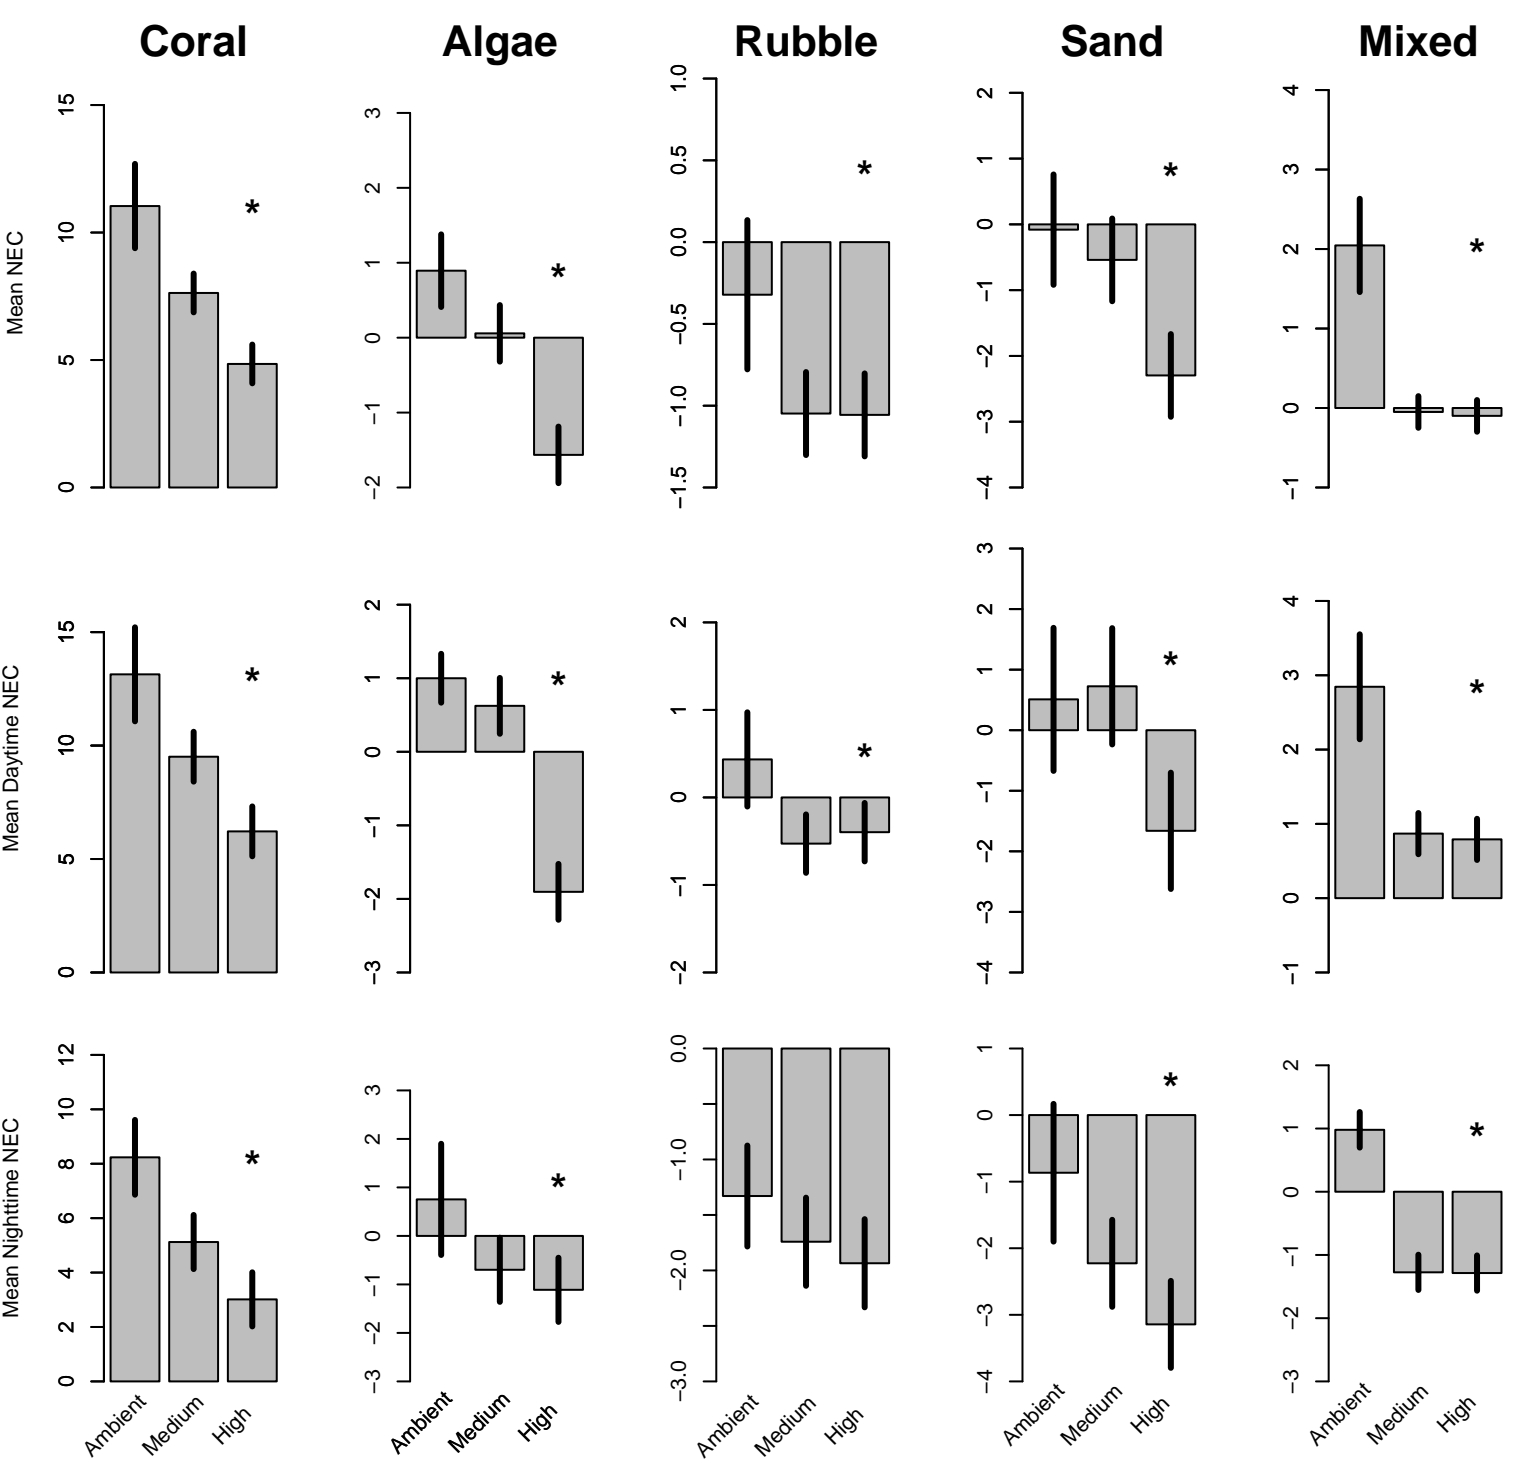 Coral Algae Rubble Sand Mixed
Mean NEC
0 5 10 15
−2 −1 0 1 2 3
−1.5 −1.0 −0.5 0.0 0.5 1.0
−4 −3 −2 −1 0 1 2
−1 0 1 2 3 4
* * * * *
Mean Daytime NEC
0 5 10 15
−3 −2 −1 0 1 2
−2 −1 0 1 2
−4 −3 −2 −1 0 1 2 3
−1 0 1 2 3 4
* * * * *
Mean Nighttime NEC
0 2 4 6 8 10 12
−3 −2 −1 0 1 2 3
−3.0 −2.0 −1.0 0.0
−4 −3 −2 −1 0 1
−3 −2 −1 0 1 2
* * * *
Ambient Medium High
Ambient Medium High
Ambient Medium High
Ambient Medium High
Ambient Medium High